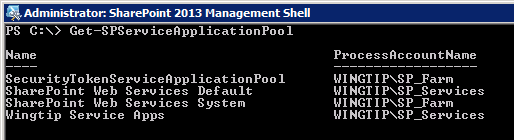 Administrator: SharePoint 2013 Management Shell
PS C:\> Get-SPServiceApplicationPool
Name ProcessAccountName
---- ------------------
SecurityTokenServiceApplicationPool WINGTIP\SP_Farm
SharePoint Web Services Default WINGTIP\SP_Services
SharePoint Web Services System WINGTIP\SP_Farm
Wingtip Service Apps WINGTIP\SP_Services